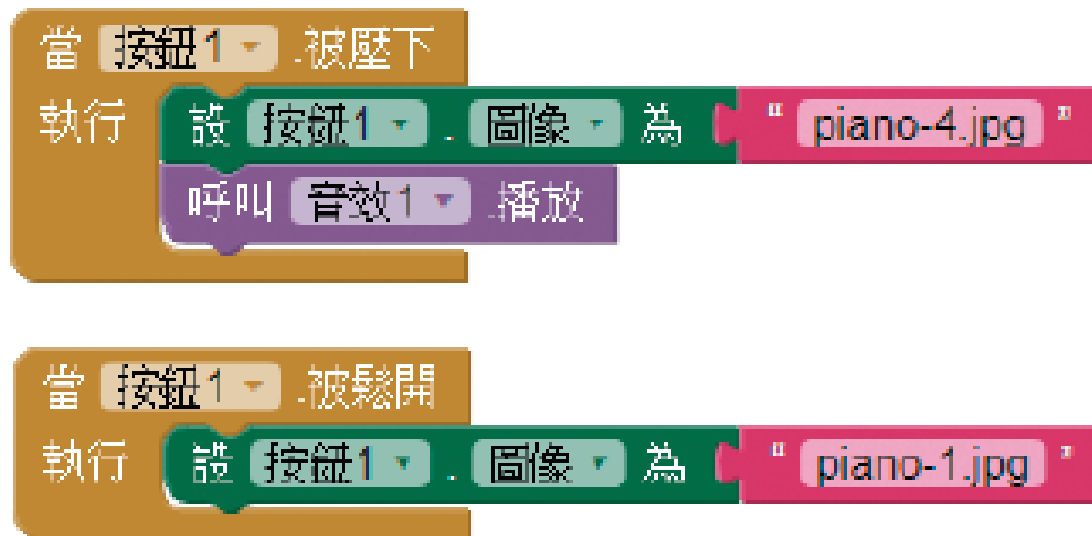 當 按鈕1 .被壓下
執行 設 按鈕1 . 圖像 為 " piano-4.jpg "
呼叫 音效1 .播放
當 按鈕1 .被鬆開
執行 設 按鈕1 . 圖像 為 " piano-1.jpg "